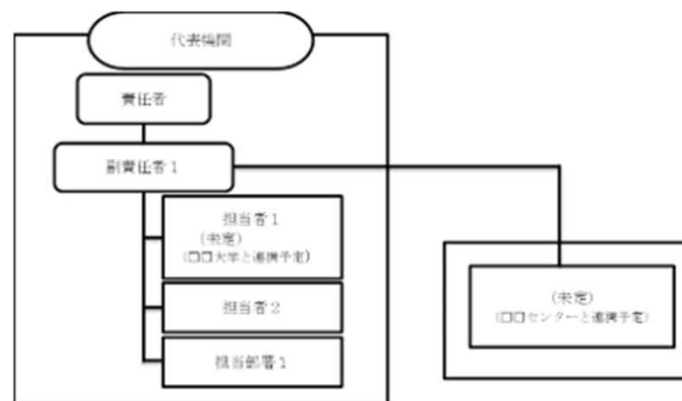 代表機関
責任者
副責任者１
担当者１
(未定)
(□□大学と連携予定)
担当者２
担当部署１
(未定)
(□□センターと連携予定)